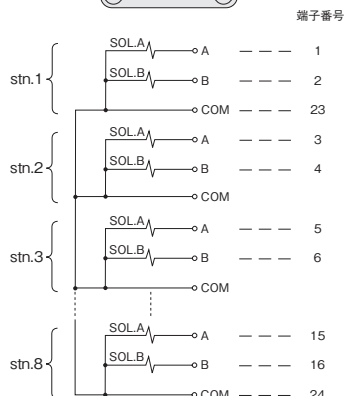 端子番号
SOL.A A — — — 1
stn.1 SOL.B B — — — 2
COM — — — 23
SOL.A A — — — 3
stn.2 SOL.B B — — — 4
COM
SOL.A A — — — 5
stn.3 SOL.B B — — — 6
COM
SOL.A A — — — 15
stn.8 SOL.B B — — — 16
COM — — — 24